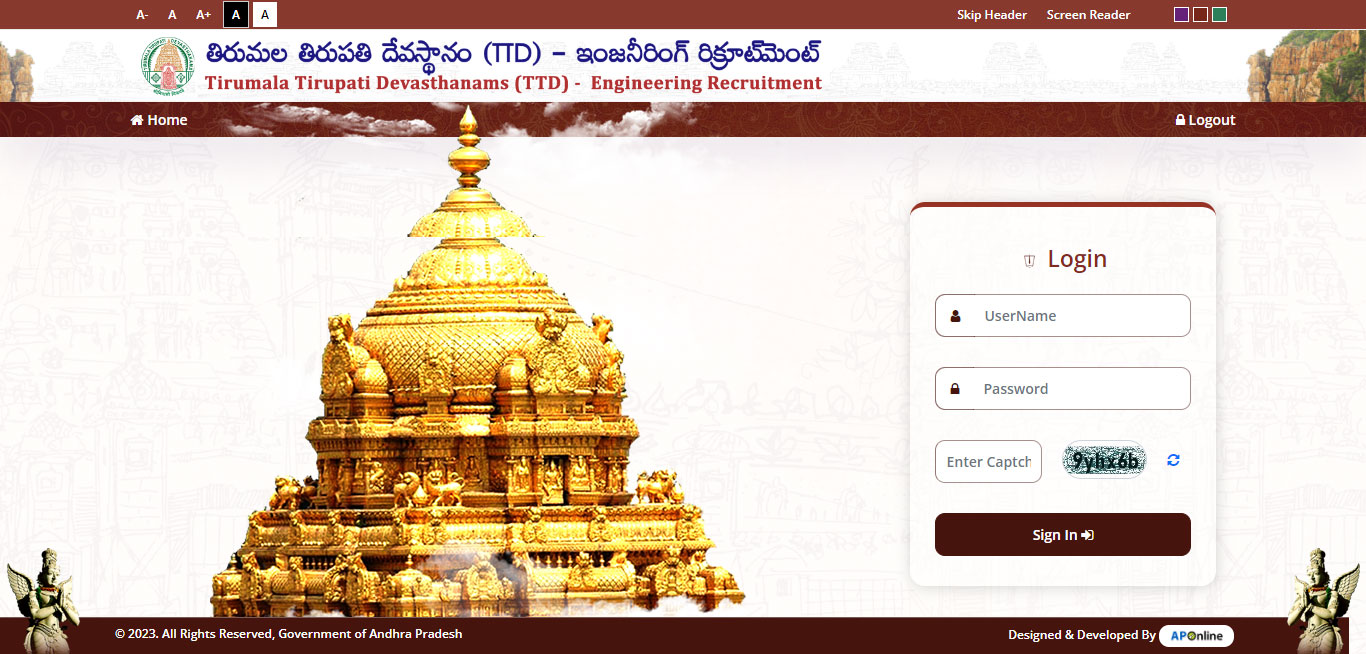 A- A A+ A A Skip Header Screen Reader
తిరుమల తిరుపతి దేవస్థానం (TTD) – ఇంజనీరింగ్ రిక్రూట్‌మెంట్
Tirumala Tirupati Devasthanams (TTD) - Engineering Recruitment
Home Logout
Login
UserName
Password
Enter Captch 9yhx6b
Sign In
© 2023. All Rights Reserved, Government of Andhra Pradesh Designed & Developed By APOnline